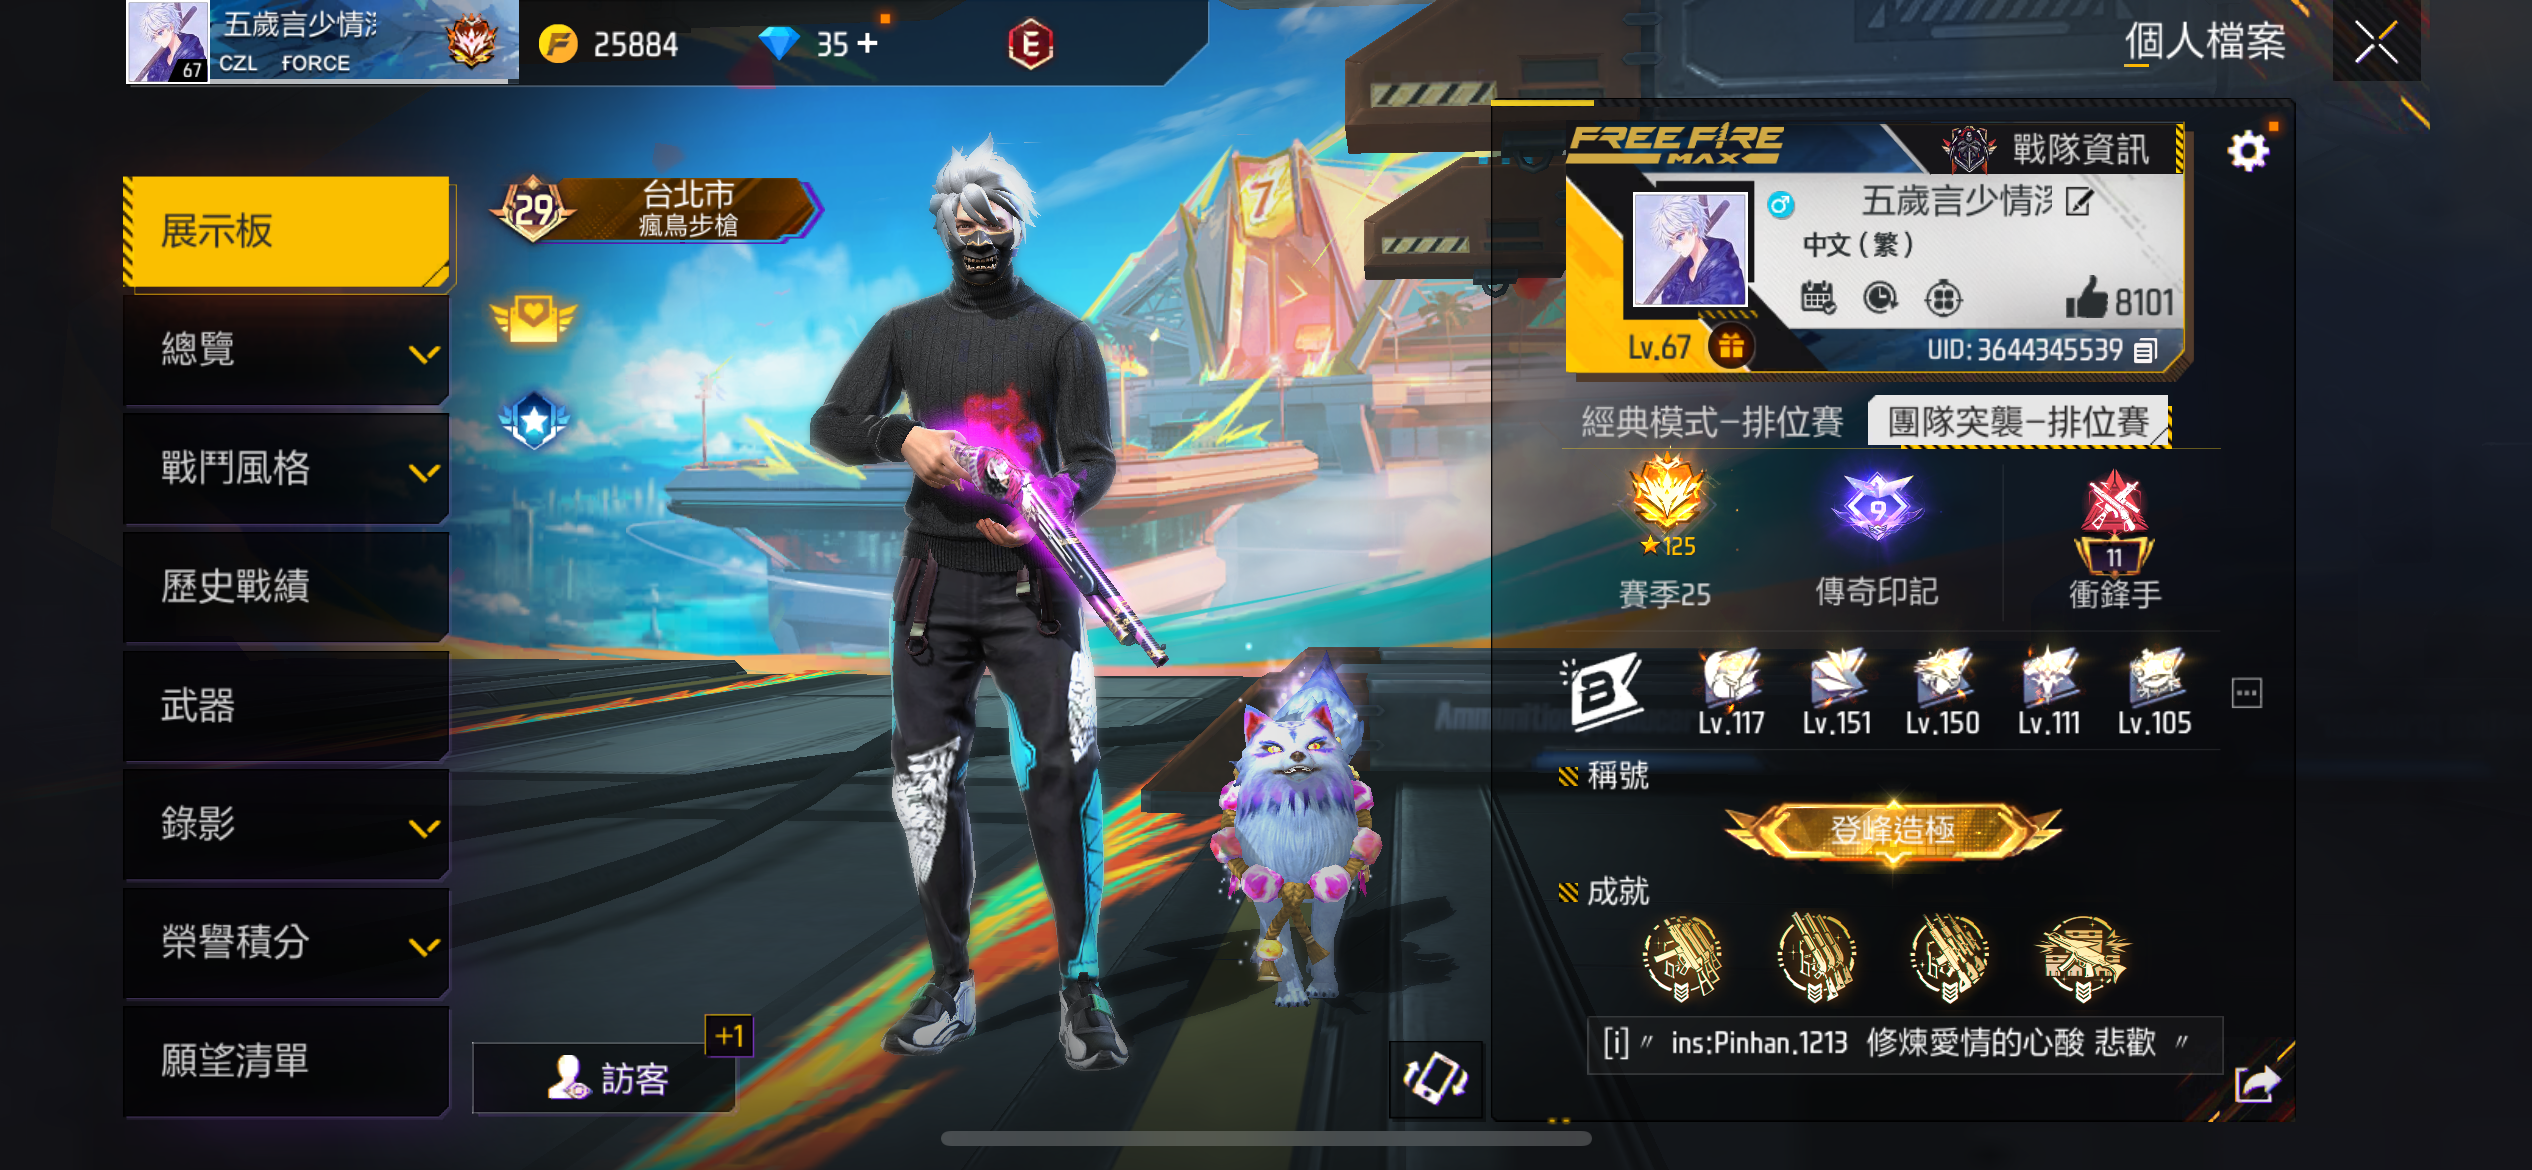 五歲言少情深
67
CZL fORCE
25884
35+
E
個人檔案
展示板
總覽
戰鬥風格
歷史戰績
武器
錄影
榮譽積分
願望清單
29
台北市
瘋鳥步槍
7
+1
訪客
FREE FIRE
MAX
戰隊資訊
五歲言少情
中文(繁)
8101
Lv.67
UID: 3644345539
經典模式-排位賽
團隊突襲-排位賽
★125
賽季25
9
傳奇印記
11
衝鋒手
Lv.117
Lv.151
Lv.150
Lv.111
Lv.105
稱號
登峰造極
成就
[i]〃 ins:Pinhan.1213 修煉愛情的心酸 悲歡 〃